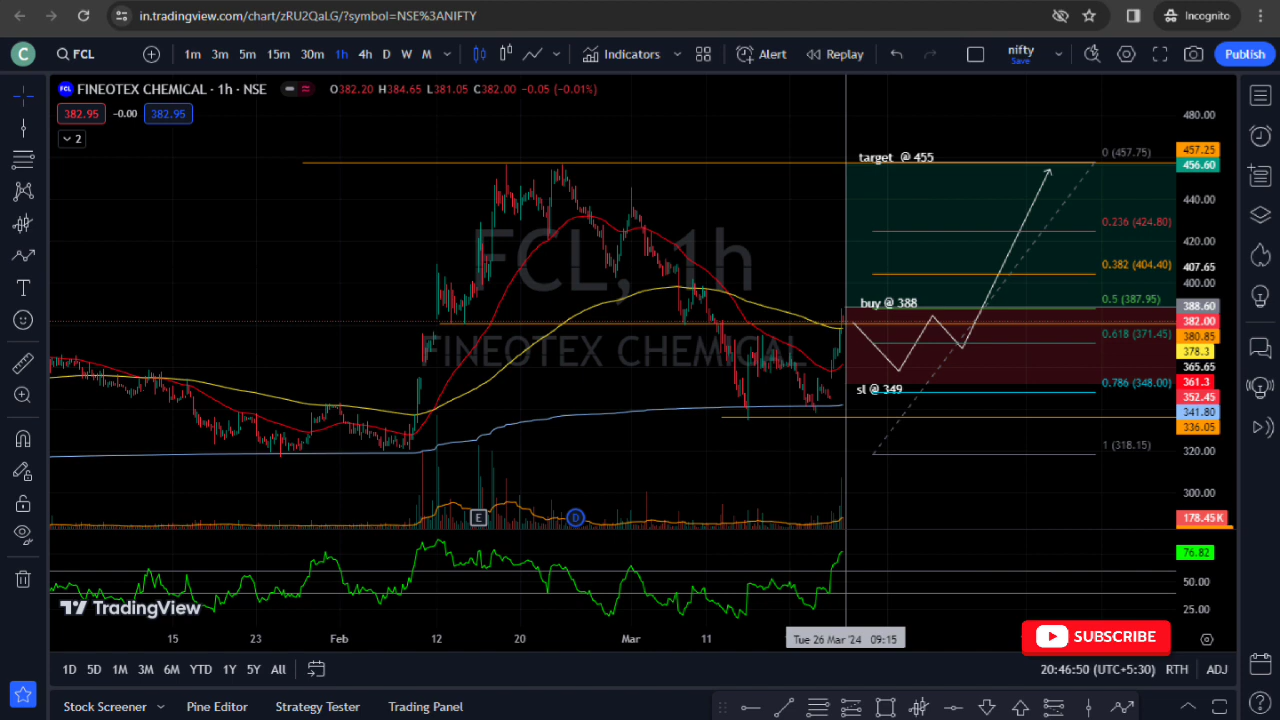 in.tradingview.com/chart/zRU2QaLG/?symbol=NSE%3ANIFTY
Incognito
C FCL 1m 3m 5m 15m 30m 1h 4h D W M Indicators Alert Replay nifty Save Publish
FCL FINEOTEX CHEMICAL · 1h · NSE O382.20 H384.65 L381.05 C382.00 -0.05 (-0.01%)
382.95 -0.00 382.95
2
480.00
457.25
456.60
440.00
420.00
407.65
400.00
388.60
382.00
380.85
378.3
365.65
361.3
352.45
341.80
336.05
320.00
300.00
178.45K
76.82
50.00
25.00
target @ 455
0 (457.75)
0.236 (424.80)
0.382 (404.40)
buy @ 388
0.5 (387.95)
0.618 (371.45)
sl @ 349
0.786 (348.00)
1 (318.15)
FCL, 1h
FINEOTEX CHEMICAL
E D
TradingView
SUBSCRIBE
15 23 Feb 12 20 Mar 11 Tue 26 Mar '24 09:15
1D 5D 1M 3M 6M YTD 1Y 5Y All 20:46:50 (UTC+5:30) RTH ADJ
Stock Screener Pine Editor Strategy Tester Trading Panel